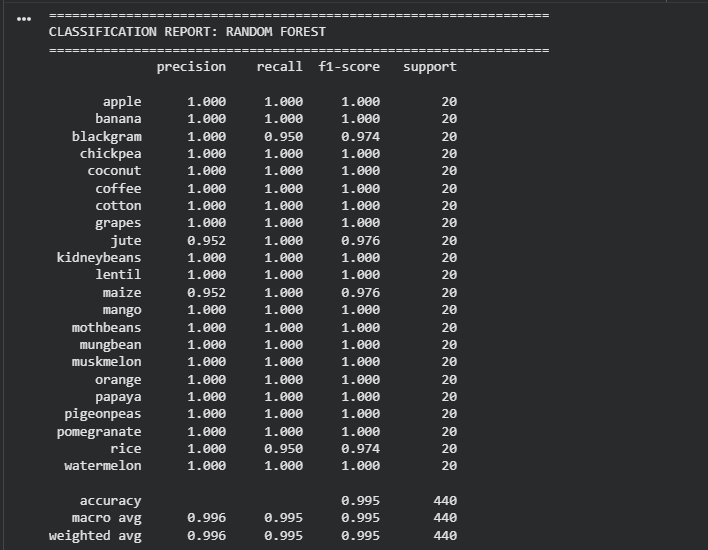 =================================================================
CLASSIFICATION REPORT: RANDOM FOREST
=================================================================
              precision    recall  f1-score   support

       apple      1.000     1.000     1.000        20
      banana      1.000     1.000     1.000        20
   blackgram      1.000     0.950     0.974        20
    chickpea      1.000     1.000     1.000        20
     coconut      1.000     1.000     1.000        20
      coffee      1.000     1.000     1.000        20
      cotton      1.000     1.000     1.000        20
      grapes      1.000     1.000     1.000        20
        jute      0.952     1.000     0.976        20
 kidneybeans      1.000     1.000     1.000        20
      lentil      1.000     1.000     1.000        20
       maize      0.952     1.000     0.976        20
       mango      1.000     1.000     1.000        20
   mothbeans      1.000     1.000     1.000        20
    mungbean      1.000     1.000     1.000        20
   muskmelon      1.000     1.000     1.000        20
      orange      1.000     1.000     1.000        20
      papaya      1.000     1.000     1.000        20
  pigeonpeas      1.000     1.000     1.000        20
 pomegranate      1.000     1.000     1.000        20
        rice      1.000     0.950     0.974        20
  watermelon      1.000     1.000     1.000        20

    accuracy                          0.995       440
   macro avg      0.996     0.995     0.995       440
weighted avg      0.996     0.995     0.995       440